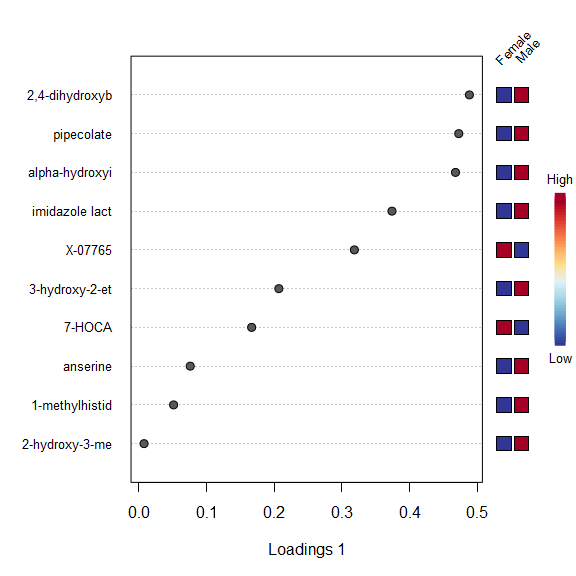 Female
Male
2,4-dihydroxyb
pipecolate
alpha-hydroxyi
imidazole lact
X-07765
3-hydroxy-2-et
7-HOCA
anserine
1-methylhistid
2-hydroxy-3-me
High
Low
0.0 0.1 0.2 0.3 0.4 0.5
Loadings 1